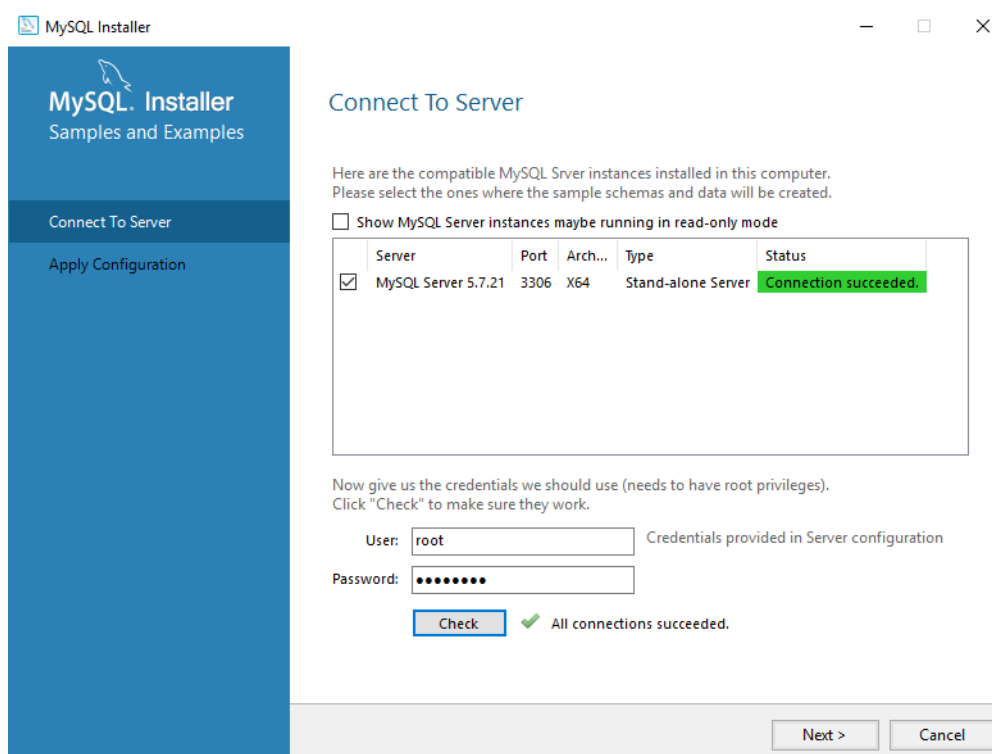 MySQL Installer
MySQL. Installer
Samples and Examples
Connect To Server
Apply Configuration
Connect To Server
Here are the compatible MySQL Srver instances installed in this computer.
Please select the ones where the sample schemas and data will be created.
Show MySQL Server instances maybe running in read-only mode
Server Port Arch... Type Status
MySQL Server 5.7.21 3306 X64 Stand-alone Server Connection succeeded.
Now give us the credentials we should use (needs to have root privileges).
Click "Check" to make sure they work.
User: root Credentials provided in Server configuration
Password: ●●●●●●●●
Check All connections succeeded.
Next > Cancel